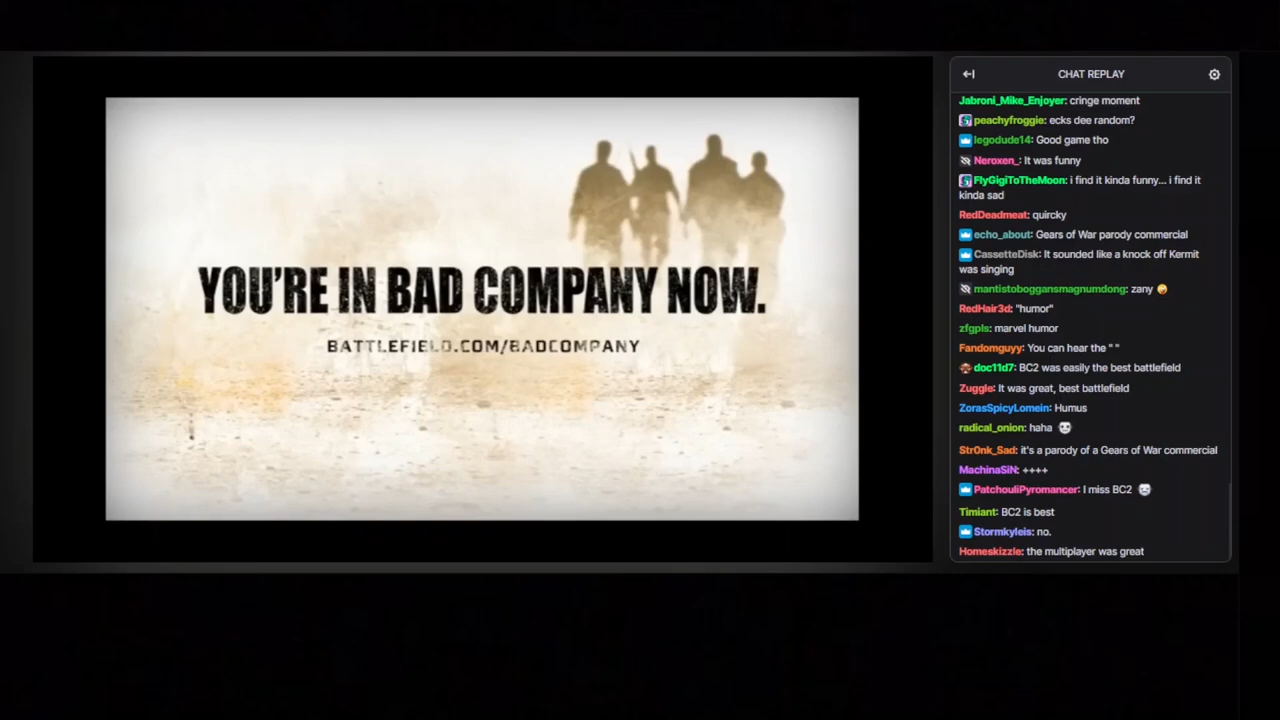 YOU'RE IN BAD COMPANY NOW.
BATTLEFIELD.COM/BADCOMPANY
CHAT REPLAY
Jabroni_Mike_Enjoyer: cringe moment
peachyfroggie: ecks dee random?
legodude14: Good game tho
Neroxen_: It was funny
FlyGigiToTheMoon: i find it kinda funny... i find it
kinda sad
RedDeadmeat: quircky
echo_about: Gears of War parody commercial
CassetteDisk: It sounded like a knock off Kermit
was singing
mantistoboggansmagnumdong: zany
RedHair3d: "humor"
zfgpls: marvel humor
Fandomguyy: You can hear the " "
doc11d7: BC2 was easily the best battlefield
Zuggle: It was great, best battlefield
ZorasSpicyLomein: Humus
radical_onion: haha
Str0nk_Sad: it's a parody of a Gears of War commercial
MachinaSiN: ++++
PatchouliPyromancer: I miss BC2
Timiant: BC2 is best
Stormkyleis: no.
Homeskizzle: the multiplayer was great